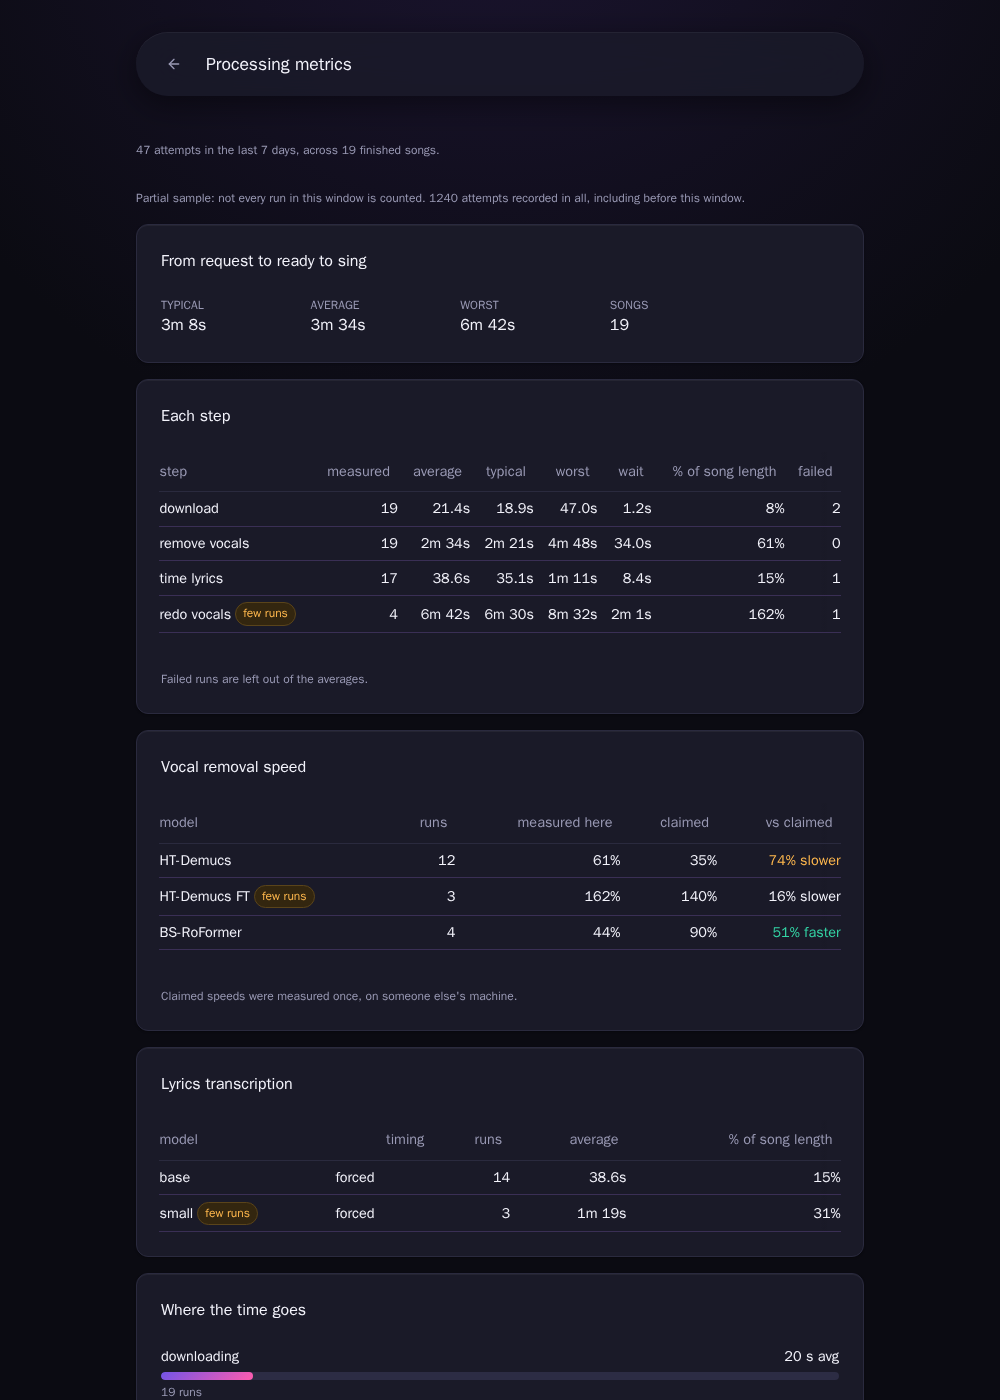 Processing metrics
47 attempts in the last 7 days, across 19 finished songs.
Partial sample: not every run in this window is counted. 1240 attempts recorded in all, including before this window.
From request to ready to sing
TYPICAL AVERAGE WORST SONGS
3m 8s 3m 34s 6m 42s 19
Each step
step measured average typical worst wait % of song length failed
download 19 21.4s 18.9s 47.0s 1.2s 8% 2
remove vocals 19 2m 34s 2m 21s 4m 48s 34.0s 61% 0
time lyrics 17 38.6s 35.1s 1m 11s 8.4s 15% 1
redo vocals few runs 4 6m 42s 6m 30s 8m 32s 2m 1s 162% 1
Failed runs are left out of the averages.
Vocal removal speed
model runs measured here claimed vs claimed
HT-Demucs 12 61% 35% 74% slower
HT-Demucs FT few runs 3 162% 140% 16% slower
BS-RoFormer 4 44% 90% 51% faster
Claimed speeds were measured once, on someone else's machine.
Lyrics transcription
model timing runs average % of song length
base forced 14 38.6s 15%
small few runs forced 3 1m 19s 31%
Where the time goes
downloading 20 s avg
19 runs